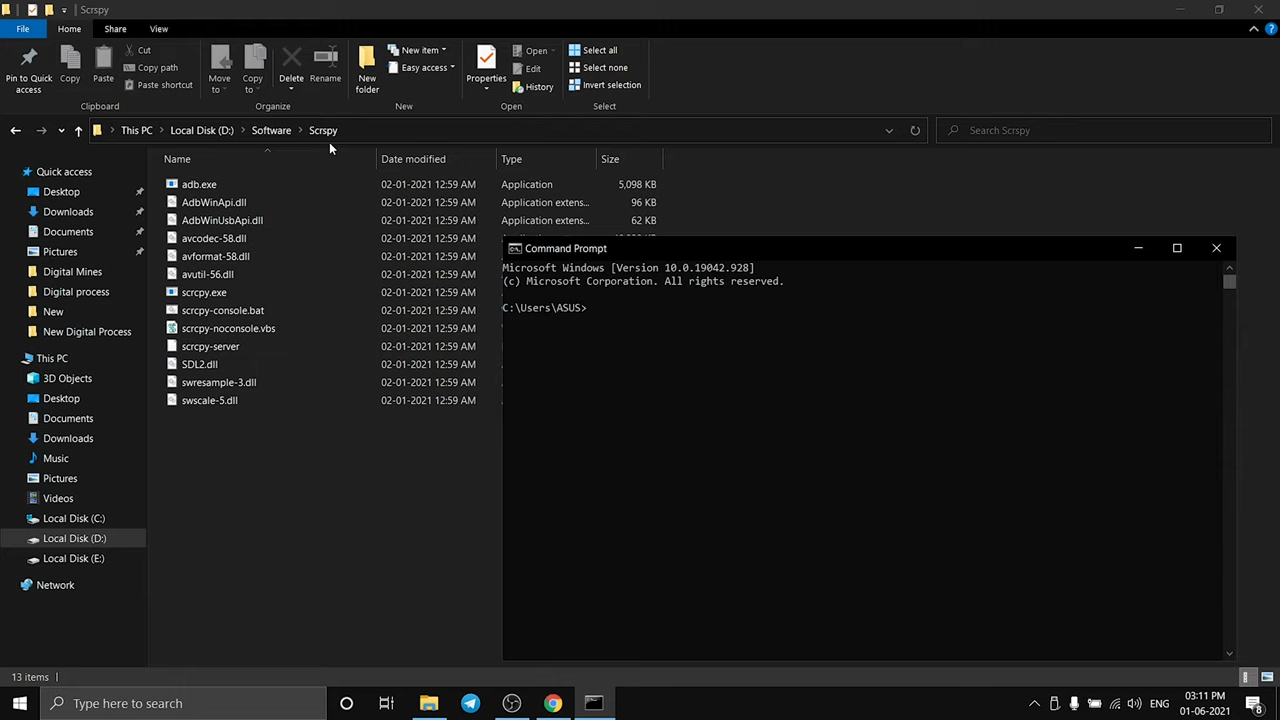 Scrspy
File Home Share View
Pin to Quick access
Copy
Paste
Cut
Copy path
Paste shortcut
Clipboard
Move to
Copy to
Delete
Rename
Organize
New folder
New item
Easy access
New
Properties
Open
Edit
History
Open
Select all
Select none
Invert selection
Select
This PC Local Disk (D:) Software Scrspy
Search Scrspy
Name Date modified Type Size
adb.exe 02-01-2021 12:59 AM Application 5,098 KB
AdbWinApi.dll 02-01-2021 12:59 AM Application extens... 96 KB
AdbWinUsbApi.dll 02-01-2021 12:59 AM Application extens... 62 KB
avcodec-58.dll 02-01-2021 12:59 AM
avformat-58.dll 02-01-2021 12:59 AM
avutil-56.dll 02-01-2021 12:59 AM
scrcpy.exe 02-01-2021 12:59 AM
scrcpy-console.bat 02-01-2021 12:59 AM
scrcpy-noconsole.vbs 02-01-2021 12:59 AM
scrcpy-server 02-01-2021 12:59 AM
SDL2.dll 02-01-2021 12:59 AM
swresample-3.dll 02-01-2021 12:59 AM
swscale-5.dll 02-01-2021 12:59 AM
Quick access
Desktop
Downloads
Documents
Pictures
Digital Mines
Digital process
New
New Digital Process
This PC
3D Objects
Desktop
Documents
Downloads
Music
Pictures
Videos
Local Disk (C:)
Local Disk (D:)
Local Disk (E:)
Network
Command Prompt
Microsoft Windows [Version 10.0.19042.928]
(c) Microsoft Corporation. All rights reserved.
C:\Users\ASUS>
13 items
Type here to search
ENG
03:11 PM
01-06-2021
8